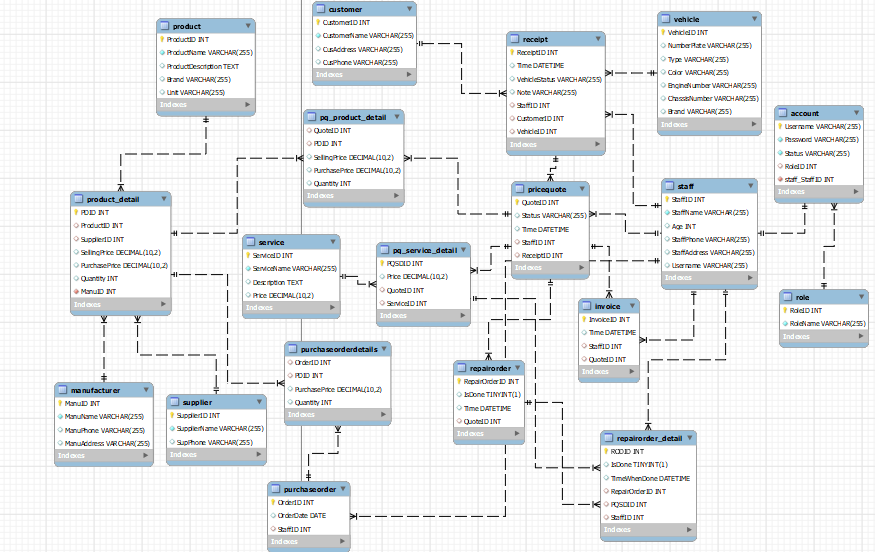 product
ProductID INT
ProductName VARCHAR(255)
ProductDescription TEXT
Brand VARCHAR(255)
Unit VARCHAR(255)
Indexes
customer
CustomerID INT
CustomerName VARCHAR(255)
CusAddress VARCHAR(255)
CusPhone VARCHAR(255)
Indexes
receipt
ReceiptID INT
Time DATETIME
VehicleStatus VARCHAR(255)
Note VARCHAR(255)
StaffID INT
CustomerID INT
VehicleID INT
Indexes
vehicle
VehicleID INT
NumberPlate VARCHAR(255)
Type VARCHAR(255)
Color VARCHAR(255)
EngineNumber VARCHAR(255)
ChassisNumber VARCHAR(255)
Brand VARCHAR(255)
Indexes
pq_product_detail
QuoteID INT
PDID INT
SellingPrice DECIMAL(10,2)
PurchasePrice DECIMAL(10,2)
Quantity INT
Indexes
account
Username VARCHAR(255)
Password VARCHAR(255)
Status VARCHAR(255)
RoleID INT
staff_StaffID INT
Indexes
product_detail
PDID INT
ProductID INT
SupplierID INT
SellingPrice DECIMAL(10,2)
PurchasePrice DECIMAL(10,2)
Quantity INT
ManuID INT
Indexes
pricequote
QuoteID INT
Status VARCHAR(255)
Time DATETIME
StaffID INT
ReceiptID INT
Indexes
staff
StaffID INT
StaffName VARCHAR(255)
Age INT
StaffPhone VARCHAR(255)
StaffAddress VARCHAR(255)
Username VARCHAR(255)
Indexes
service
ServiceID INT
ServiceName VARCHAR(255)
Description TEXT
Price DECIMAL(10,2)
Indexes
pq_service_detail
PQSDID INT
Price DECIMAL(10,2)
QuoteID INT
ServiceID INT
Indexes
invoice
InvoiceID INT
Time DATETIME
StaffID INT
QuoteID INT
Indexes
role
RoleID INT
RoleName VARCHAR(255)
Indexes
purchaseorderdetails
OrderID INT
PDID INT
PurchasePrice DECIMAL(10,2)
Quantity INT
Indexes
repairorder
RepairOrderID INT
IsDone TINYINT(1)
Time DATETIME
QuoteID INT
Indexes
manufacturer
ManuID INT
ManuName VARCHAR(255)
ManuPhone VARCHAR(255)
ManuAddress VARCHAR(255)
Indexes
supplier
SupplierID INT
SupplierName VARCHAR(255)
SupPhone VARCHAR(255)
Indexes
repairorder_detail
RODID INT
IsDone TINYINT(1)
TimeWhenDone DATETIME
RepairOrderID INT
PQSDID INT
StaffID INT
Indexes
purchaseorder
OrderID INT
OrderDate DATE
StaffID INT
Indexes